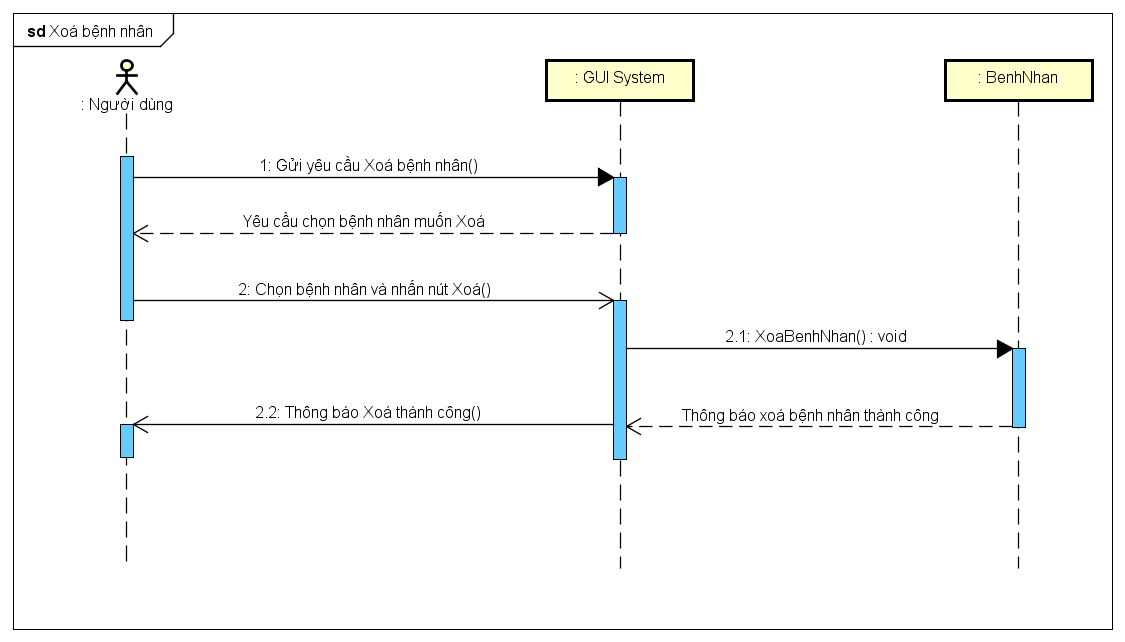 sd Xoá bệnh nhân
: Người dùng
: GUI System
: BenhNhan
1: Gửi yêu cầu Xoá bệnh nhân()
Yêu cầu chọn bệnh nhân muốn Xoá
2: Chọn bệnh nhân và nhấn nút Xoá()
2.1: XoaBenhNhan() : void
2.2: Thông báo Xoá thành công()
Thông báo xoá bệnh nhân thành công